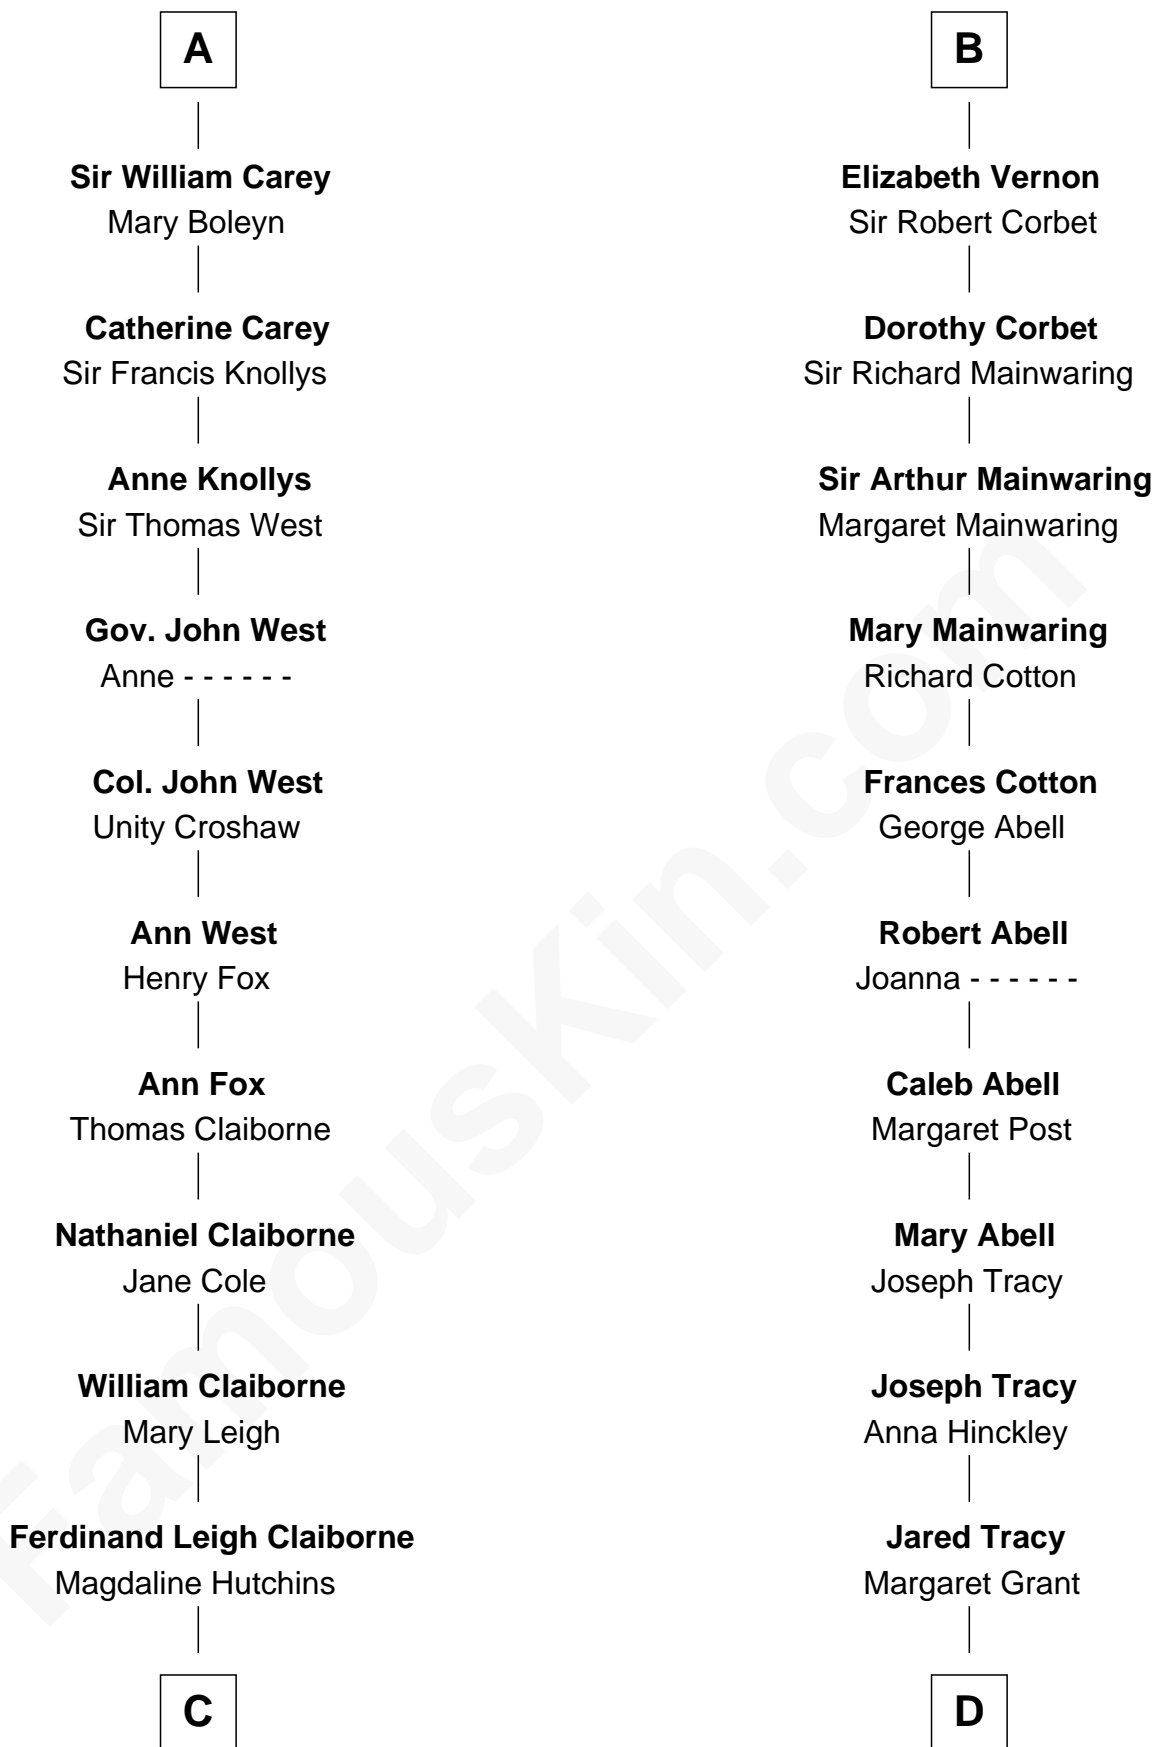 A
Sir William Carey
Mary Boleyn
Catherine Carey
Sir Francis Knollys
Anne Knollys
Sir Thomas West
Gov. John West
Anne - - - - - -
Col. John West
Unity Croshaw
Ann West
Henry Fox
Ann Fox
Thomas Claiborne
Nathaniel Claiborne
Jane Cole
William Claiborne
Mary Leigh
Ferdinand Leigh Claiborne
Magdaline Hutchins
C
B
Elizabeth Vernon
Sir Robert Corbet
Dorothy Corbet
Sir Richard Mainwaring
Sir Arthur Mainwaring
Margaret Mainwaring
Mary Mainwaring
Richard Cotton
Frances Cotton
George Abell
Robert Abell
Joanna - - - - - -
Caleb Abell
Margaret Post
Mary Abell
Joseph Tracy
Joseph Tracy
Anna Hinckley
Jared Tracy
Margaret Grant
D
FamousKin.com